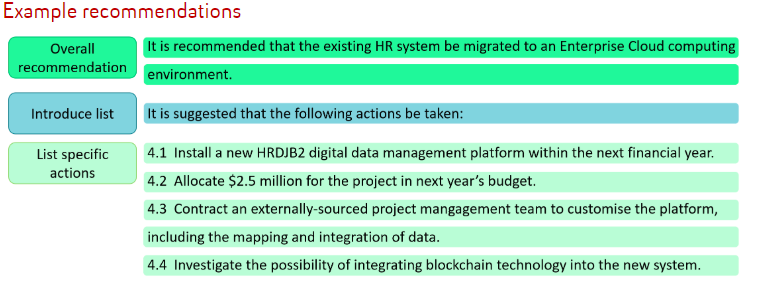 Example recommendations
Overall
recommendation
It is recommended that the existing HR system be migrated to an Enterprise Cloud computing
environment.
Introduce list
It is suggested that the following actions be taken:
List specific
actions
4.1 Install a new HRDJB2 digital data management platform within the next financial year.
4.2 Allocate $2.5 million for the project in next year's budget.
4.3 Contract an externally-sourced project mangagement team to customise the platform,
including the mapping and integration of data.
4.4 Investigate the possibility of integrating blockchain technology into the new system.